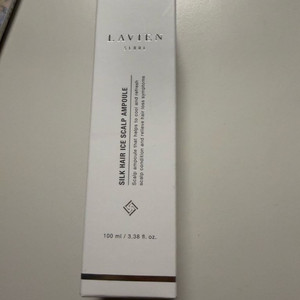 LAVIEN
SILK HAIR ICE SCALP AMPOULE
Scalp ampoule that helps to cool and refresh
scalp condition and relieve hair loss symptoms
100 ml / 3.38 fl. oz.